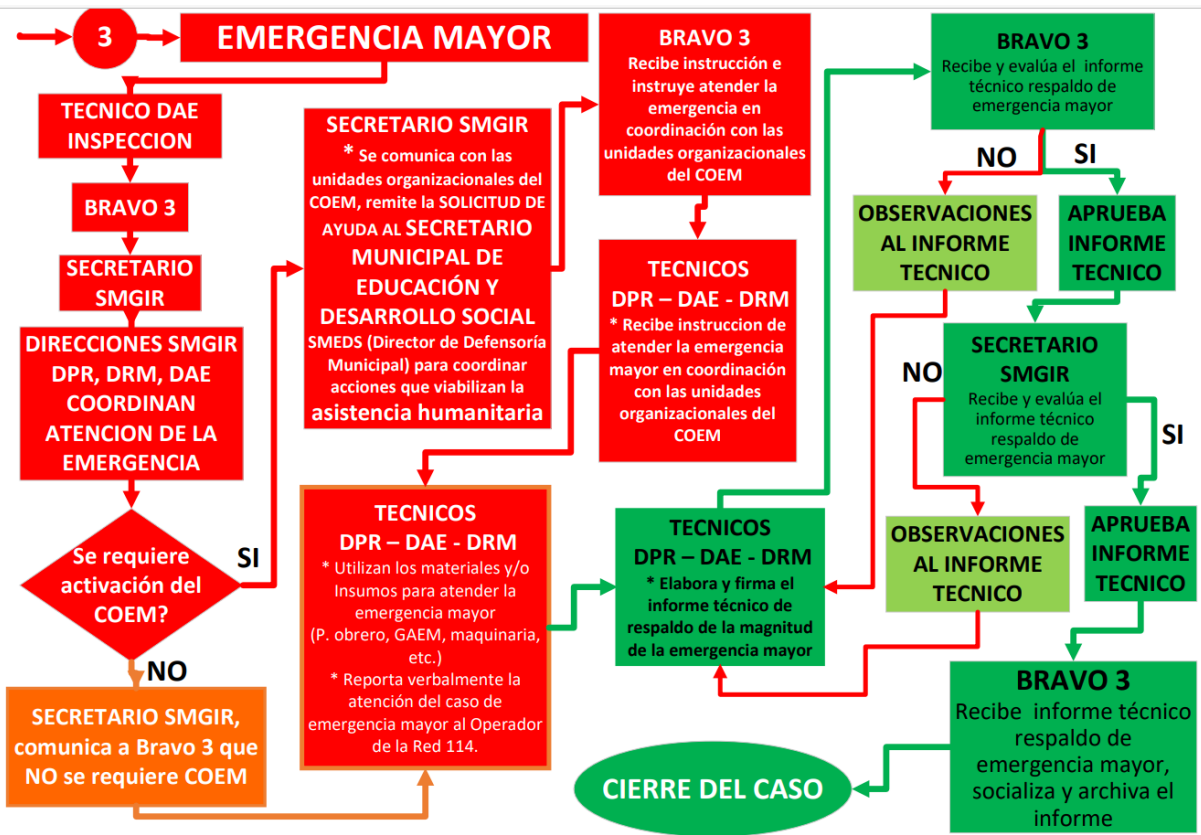 3
EMERGENCIA MAYOR
TECNICO DAE
INSPECCION
BRAVO 3
SECRETARIO
SMGIR
DIRECCIONES SMGIR
DPR, DRM, DAE
COORDINAN
ATENCION DE LA
EMERGENCIA
Se requiere
activación del
COEM?
SI
NO
SECRETARIO SMGIR,
comunica a Bravo 3 que
NO se requiere COEM
SECRETARIO SMGIR
* Se comunica con las
unidades organizacionales del
COEM, remite la SOLICITUD DE
AYUDA AL SECRETARIO
MUNICIPAL DE
EDUCACIÓN Y
DESARROLLO SOCIAL
SMEDS (Director de Defensoría
Municipal) para coordinar
acciones que viabilizan la
asistencia humanitaria
BRAVO 3
Recibe instrucción e
instruye atender la
emergencia en
coordinación con las
unidades organizacionales
del COEM
TECNICOS
DPR – DAE - DRM
* Recibe instruccion de
atender la emergencia
mayor en coordinación
con las unidades
organizacionales del
COEM
TECNICOS
DPR – DAE - DRM
* Utilizan los materiales y/o
Insumos para atender la
emergencia mayor
(P. obrero, GAEM, maquinaria,
etc.)
* Reporta verbalmente la
atención del caso de
emergencia mayor al Operador
de la Red 114.
TECNICOS
DPR – DAE - DRM
* Elabora y firma el
informe técnico de
respaldo de la magnitud
de la emergencia mayor
BRAVO 3
Recibe y evalúa el informe
técnico respaldo de
emergencia mayor
NO
SI
OBSERVACIONES
AL INFORME
TECNICO
APRUEBA
INFORME
TECNICO
SECRETARIO
SMGIR
Recibe y evalúa el
informe técnico
respaldo de
emergencia mayor
NO
SI
OBSERVACIONES
AL INFORME
TECNICO
APRUEBA
INFORME
TECNICO
BRAVO 3
Recibe informe técnico
respaldo de
emergencia mayor,
socializa y archiva el
informe
CIERRE DEL CASO